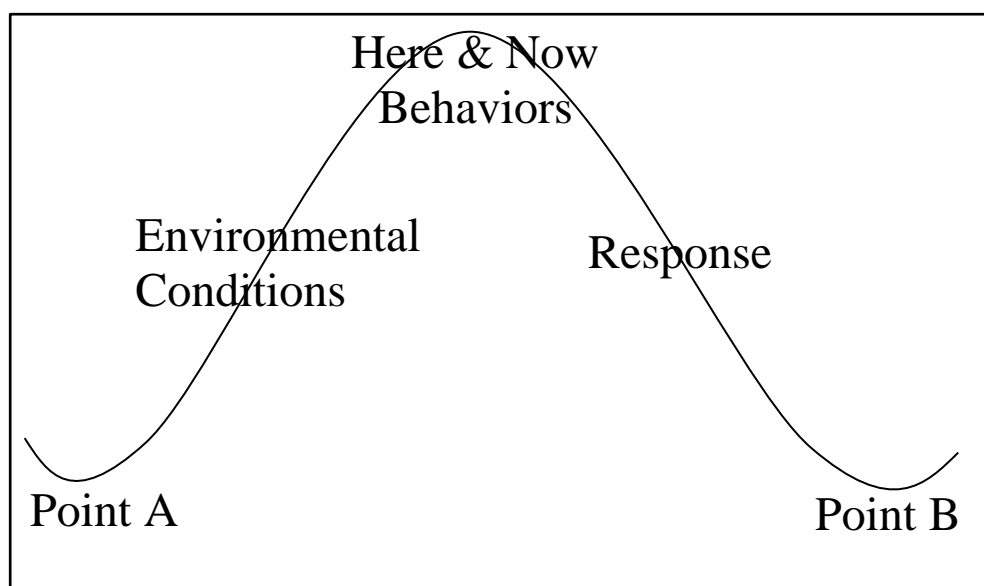 Here & Now
Behaviors
Environmental
Conditions
Response
Point A
Point B